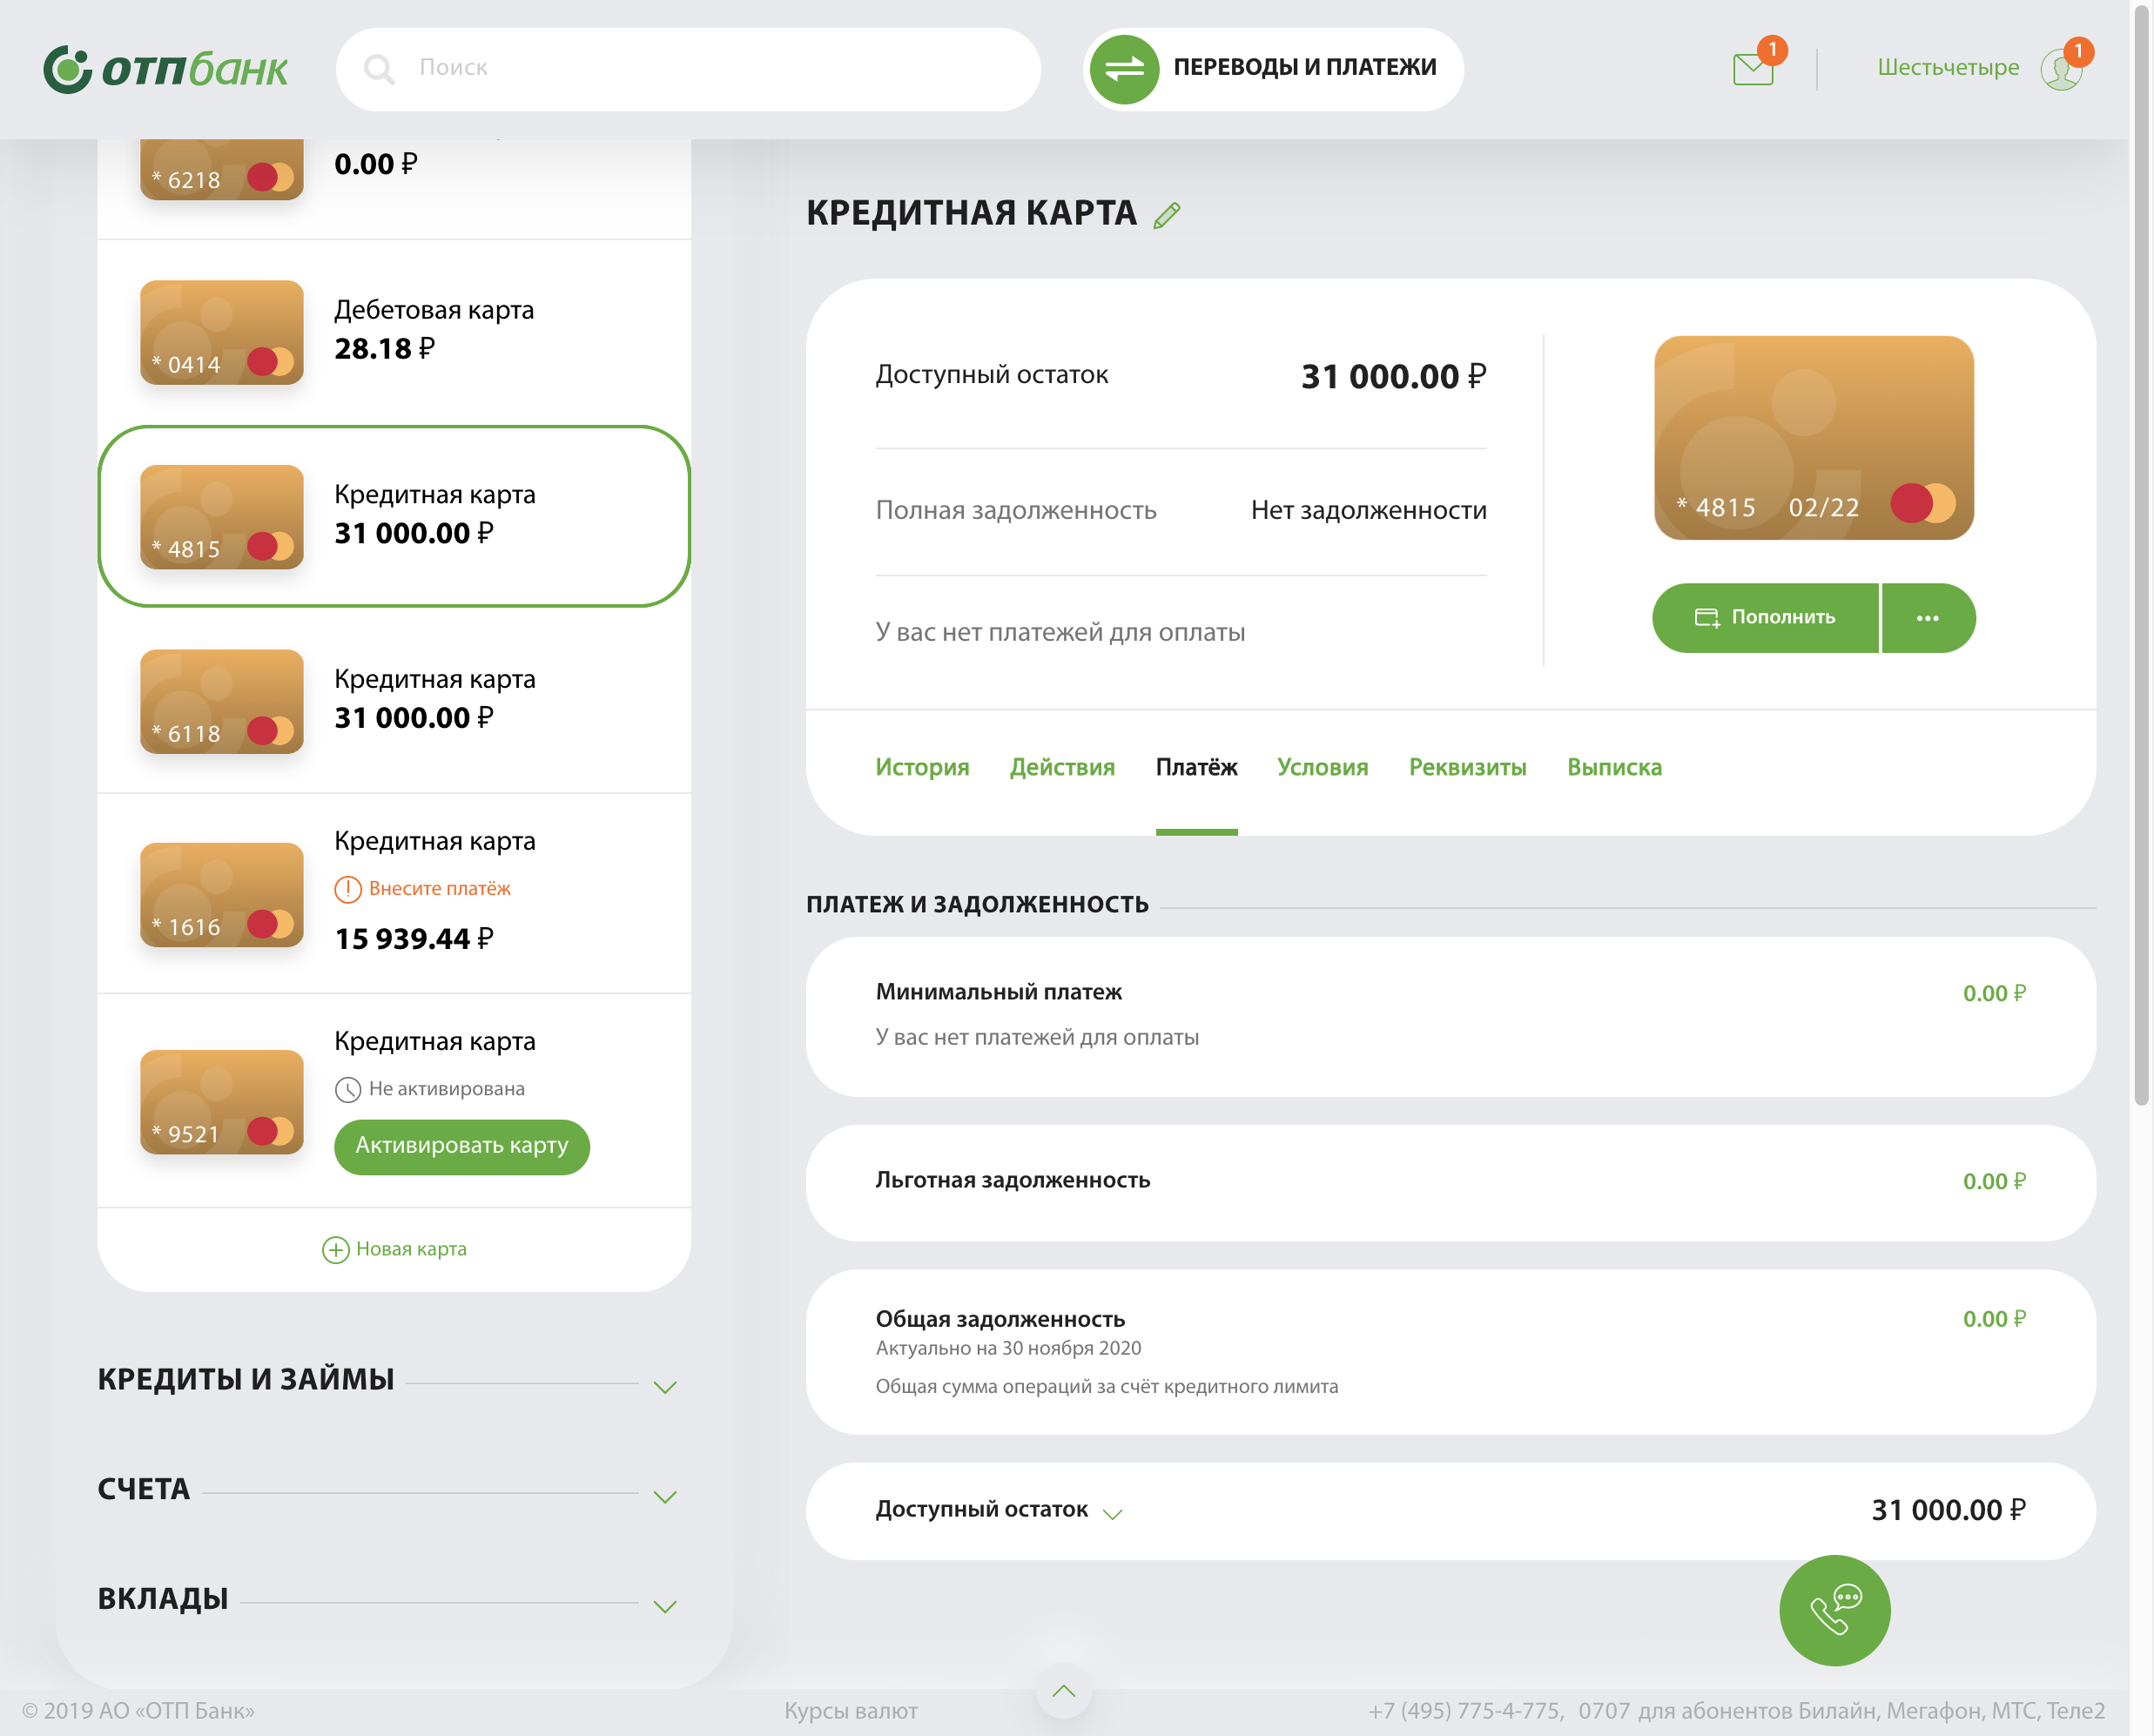 отпбанк
Поиск
ПЕРЕВОДЫ И ПЛАТЕЖИ
1
Шестьчетыре
1
* 6218
0.00 ₽
* 0414
Дебетовая карта
28.18 ₽
* 4815
Кредитная карта
31 000.00 ₽
* 6118
Кредитная карта
31 000.00 ₽
* 1616
Кредитная карта
Внесите платёж
15 939.44 ₽
* 9521
Кредитная карта
Не активирована
Активировать карту
Новая карта
КРЕДИТЫ И ЗАЙМЫ
СЧЕТА
ВКЛАДЫ
КРЕДИТНАЯ КАРТА
Доступный остаток 31 000.00 ₽
Полная задолженность Нет задолженности
У вас нет платежей для оплаты
* 4815 02/22
Пополнить
История Действия Платёж Условия Реквизиты Выписка
ПЛАТЕЖ И ЗАДОЛЖЕННОСТЬ
Минимальный платеж 0.00 ₽
У вас нет платежей для оплаты
Льготная задолженность 0.00 ₽
Общая задолженность 0.00 ₽
Актуально на 30 ноября 2020
Общая сумма операций за счёт кредитного лимита
Доступный остаток 31 000.00 ₽
© 2019 АО «ОТП Банк» Курсы валют +7 (495) 775-4-775, 0707 для абонентов Билайн, Мегафон, МТС, Теле2